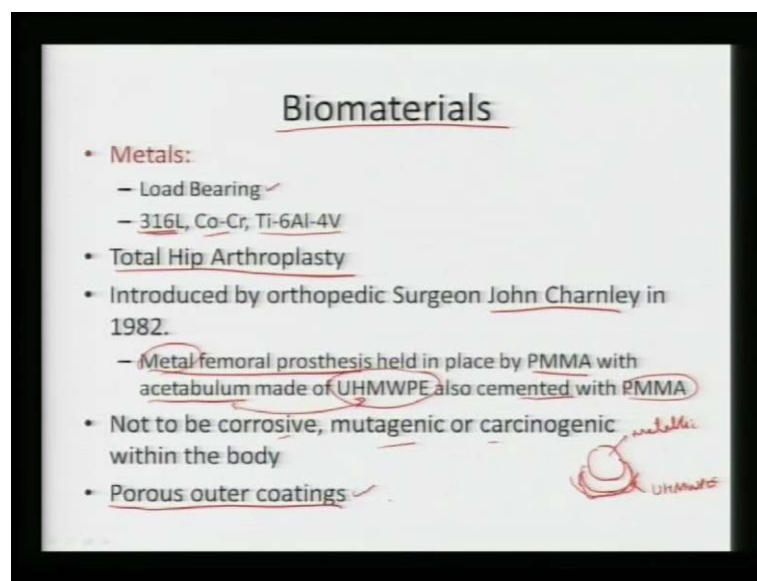 Biomaterials
• Metals:
– Load Bearing
– 316L, Co-Cr, Ti-6Al-4V
• Total Hip Arthroplasty
• Introduced by orthopedic Surgeon John Charnley in
1982.
– Metal femoral prosthesis held in place by PMMA with
acetabulum made of UHMWPE also cemented with PMMA
• Not to be corrosive, mutagenic or carcinogenic
within the body
metallic
UHMWPE
• Porous outer coatings